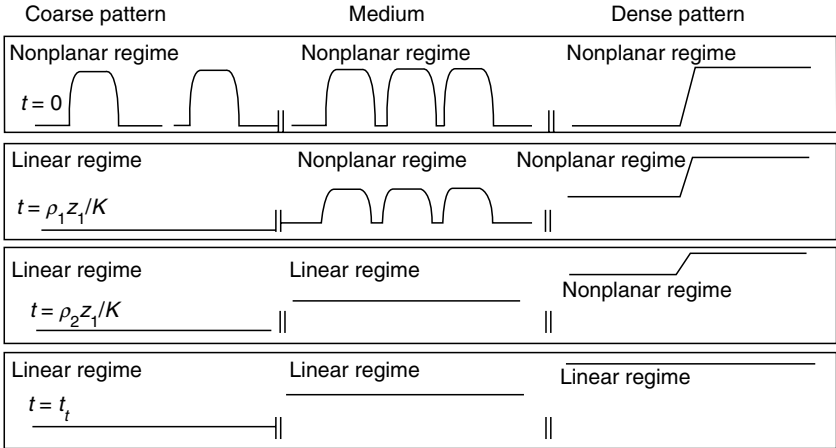 Coarse pattern Medium Dense pattern
Nonplanar regime Nonplanar regime Nonplanar regime
t = 0
Linear regime Nonplanar regime Nonplanar regime
t = ρ₁z₁/K
Linear regime Linear regime
Nonplanar regime
t = ρ₂z₁/K
Linear regime Linear regime Linear regime
t = tₜ